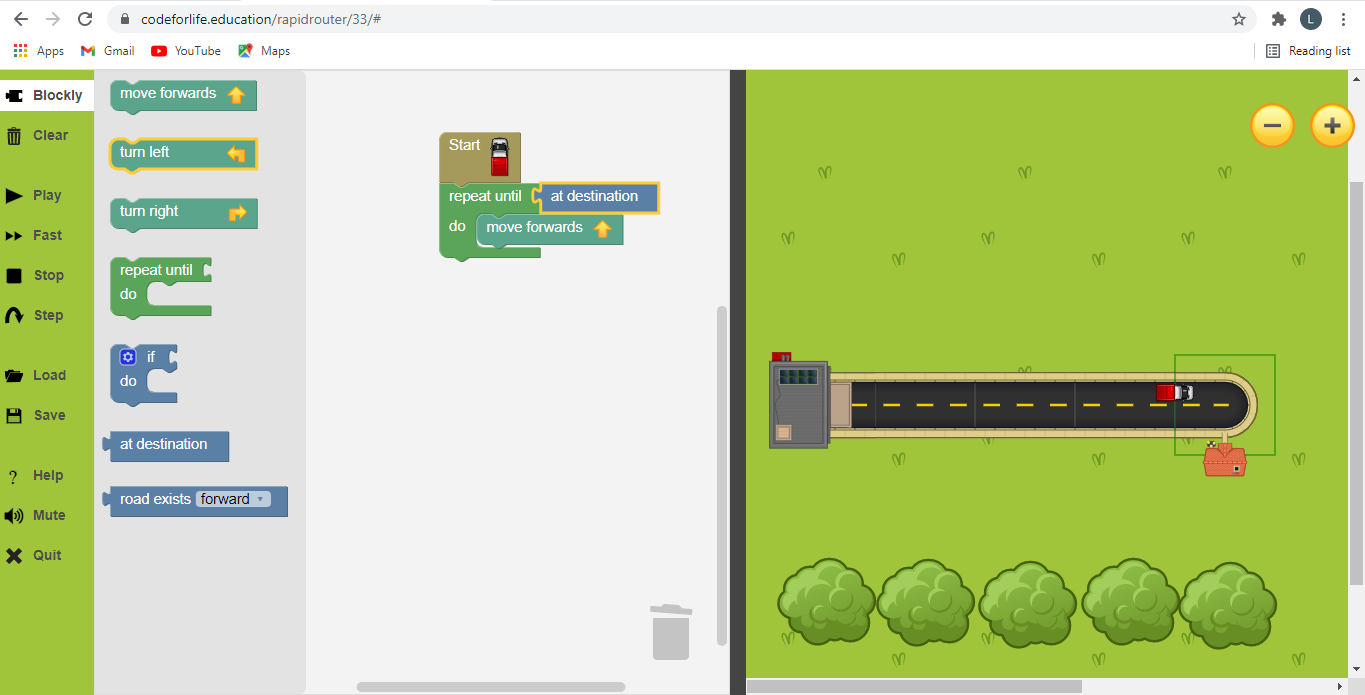 codeforlife.education/rapidrouter/33/#
L
Apps Gmail YouTube Maps Reading list
Blockly
Clear
Play
Fast
Stop
Step
Load
Save
? Help
Mute
Quit
move forwards
turn left
turn right
repeat until
do
if
do
at destination
road exists forward
Start
repeat until at destination
do move forwards